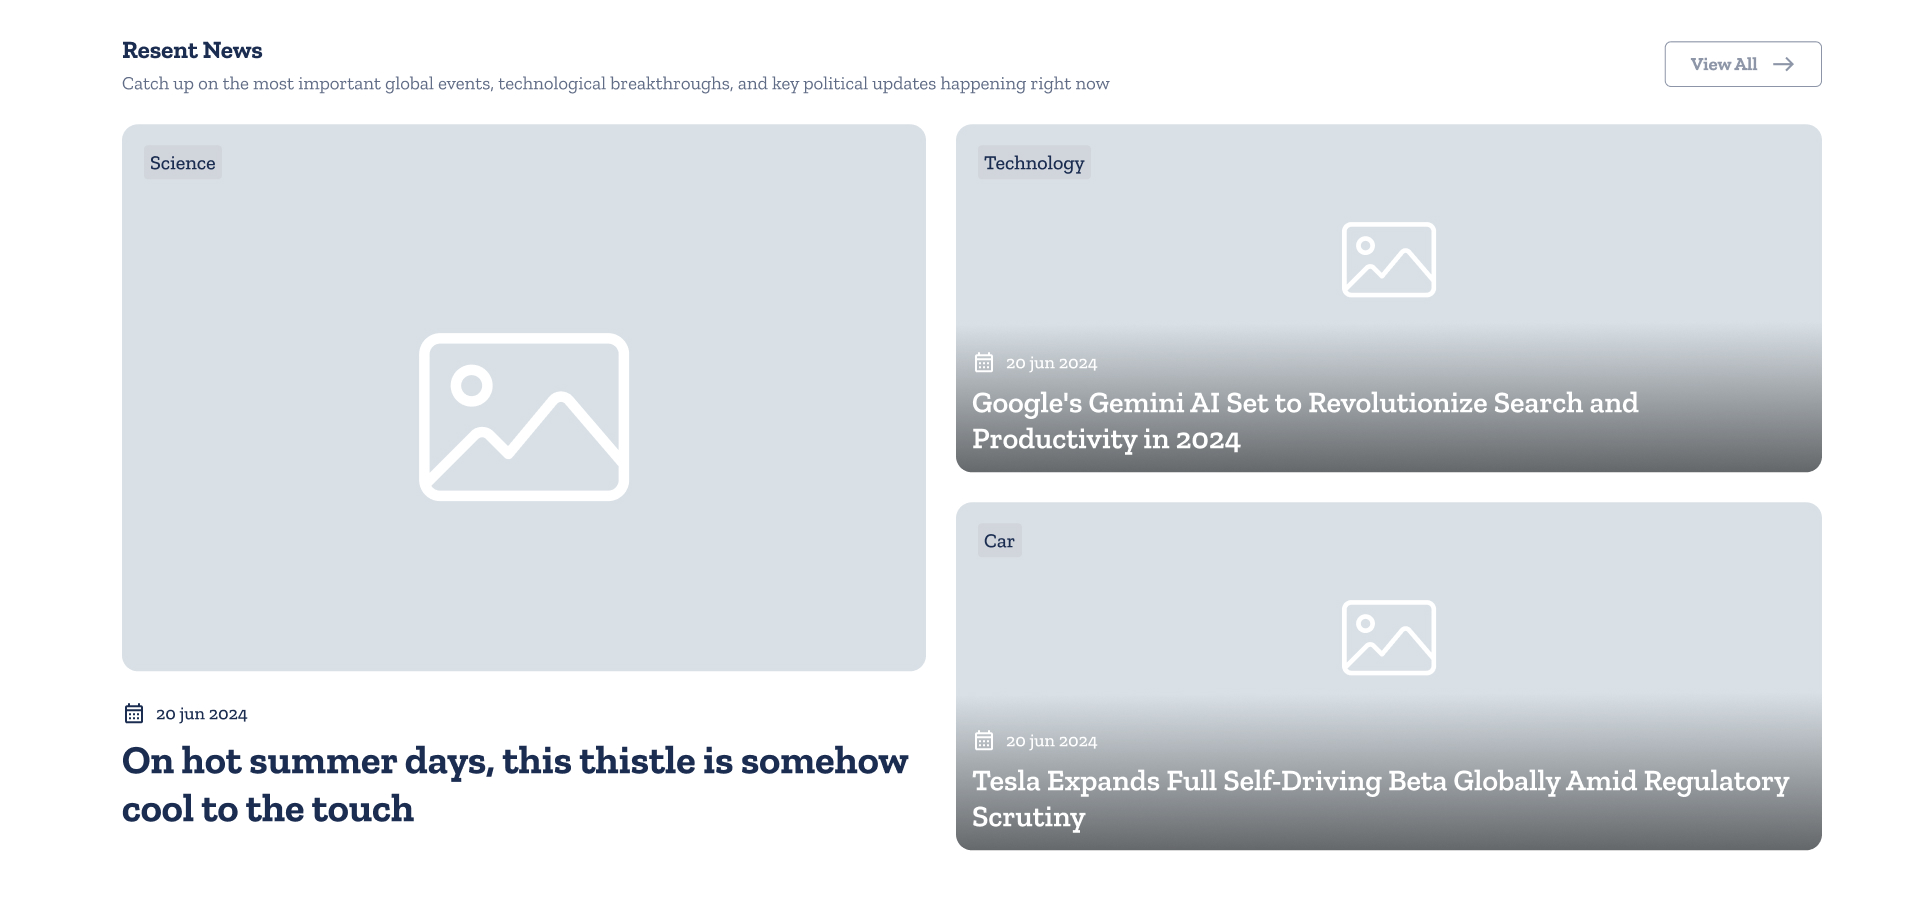 Resent News
Catch up on the most important global events, technological breakthroughs, and key political updates happening right now
View All
Science
20 jun 2024
On hot summer days, this thistle is somehow
cool to the touch
Technology
20 jun 2024
Google's Gemini AI Set to Revolutionize Search and
Productivity in 2024
Car
20 jun 2024
Tesla Expands Full Self-Driving Beta Globally Amid Regulatory
Scrutiny